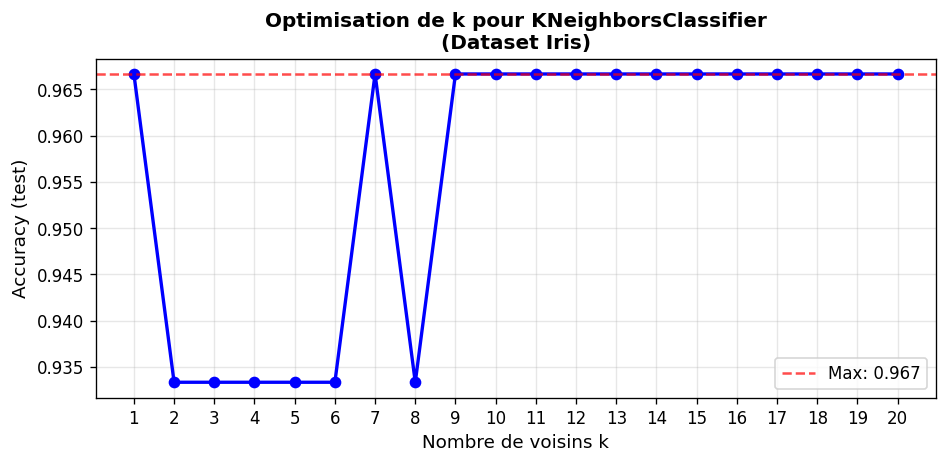 Optimisation de k pour KNeighborsClassifier
(Dataset Iris)
Accuracy (test)
0.965
0.960
0.955
0.950
0.945
0.940
0.935
Max: 0.967
1 2 3 4 5 6 7 8 9 10 11 12 13 14 15 16 17 18 19 20
Nombre de voisins k